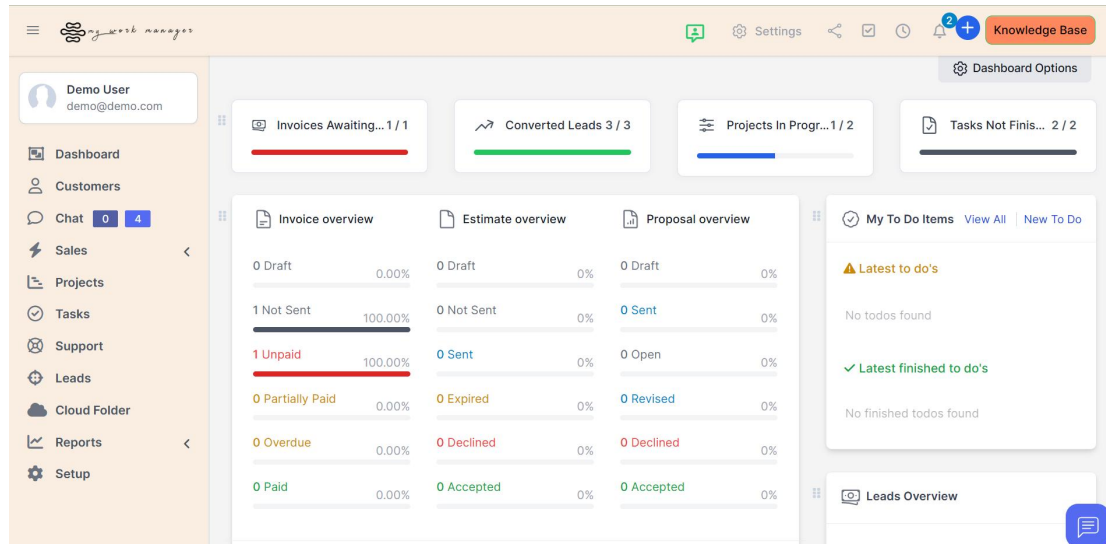 my work manager
Settings
2
Knowledge Base
Demo User
demo@demo.com
Dashboard Options
Dashboard
Customers
Chat 0 4
Sales
Projects
Tasks
Support
Leads
Cloud Folder
Reports
Setup
Invoices Awaiting... 1 / 1
Converted Leads 3 / 3
Projects In Progr... 1 / 2
Tasks Not Finis... 2 / 2
Invoice overview
0 Draft 0.00%
1 Not Sent 100.00%
1 Unpaid 100.00%
0 Partially Paid 0.00%
0 Overdue 0.00%
0 Paid 0.00%
Estimate overview
0 Draft 0%
0 Not Sent 0%
0 Sent 0%
0 Expired 0%
0 Declined 0%
0 Accepted 0%
Proposal overview
0 Draft 0%
0 Sent 0%
0 Open 0%
0 Revised 0%
0 Declined 0%
0 Accepted 0%
My To Do Items View All New To Do
Latest to do's
No todos found
Latest finished to do's
No finished todos found
Leads Overview